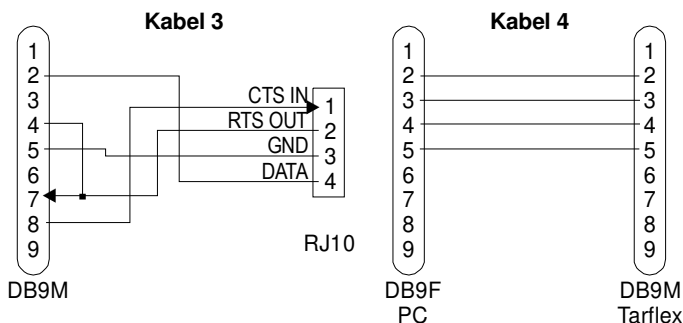 Kabel 3
1
2
3
4
5
6
7
8
9
DB9M
CTS IN
RTS OUT
GND
DATA
1
2
3
4
RJ10
Kabel 4
1
2
3
4
5
6
7
8
9
DB9F
PC
1
2
3
4
5
6
7
8
9
DB9M
Tarflex